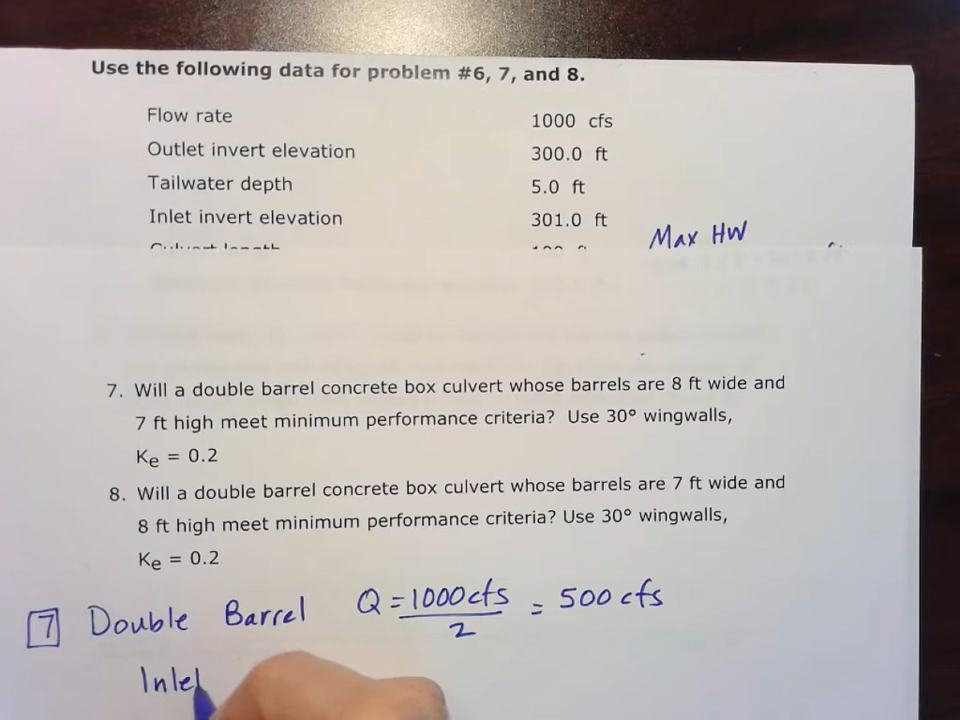 Use the following data for problem #6, 7, and 8.
Flow rate 1000 cfs
Outlet invert elevation 300.0 ft
Tailwater depth 5.0 ft
Inlet invert elevation 301.0 ft
Max HW
7. Will a double barrel concrete box culvert whose barrels are 8 ft wide and
7 ft high meet minimum performance criteria? Use 30° wingwalls,
Ke = 0.2
8. Will a double barrel concrete box culvert whose barrels are 7 ft wide and
8 ft high meet minimum performance criteria? Use 30° wingwalls,
Ke = 0.2
7 Double Barrel Q = 1000 cfs / 2 = 500 cfs
Inlet